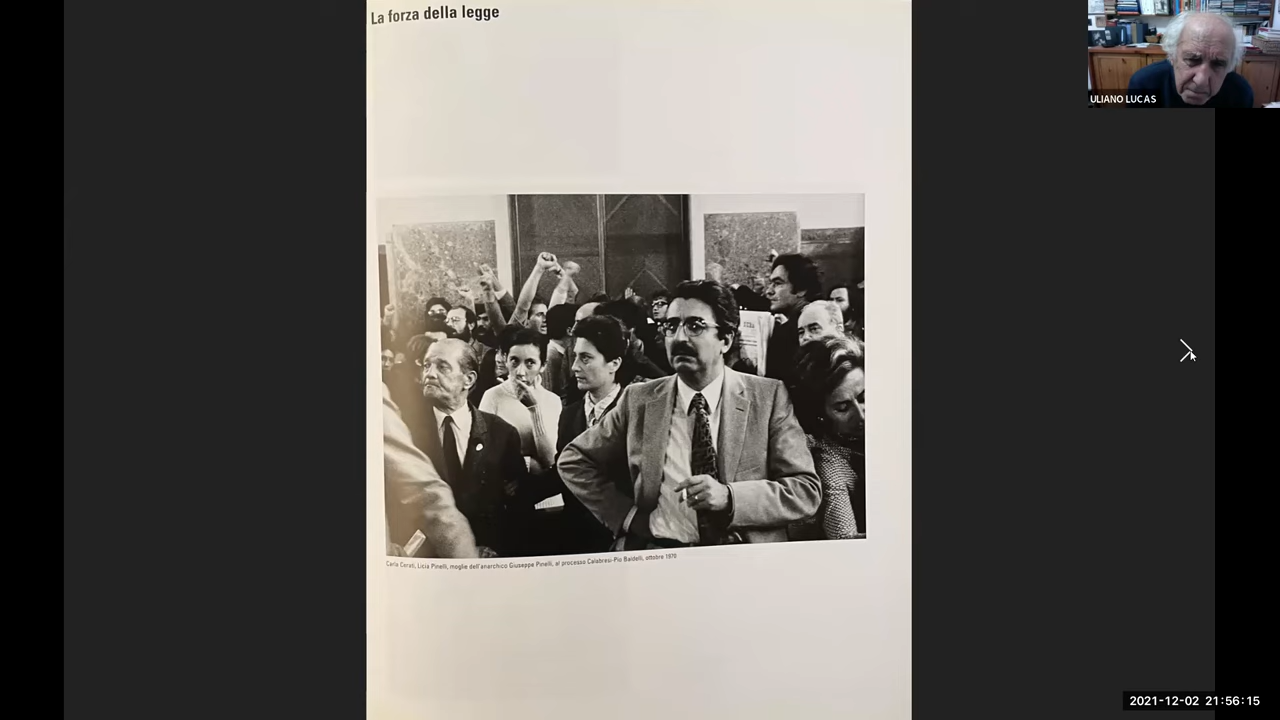 La forza della legge
ULIANO LUCAS
Carla Cerati, Licia Pinelli, moglie dell'anarchico Giuseppe Pinelli, al processo Calabresi-Pio Baldelli, ottobre 1970
2021-12-02 21:56:15